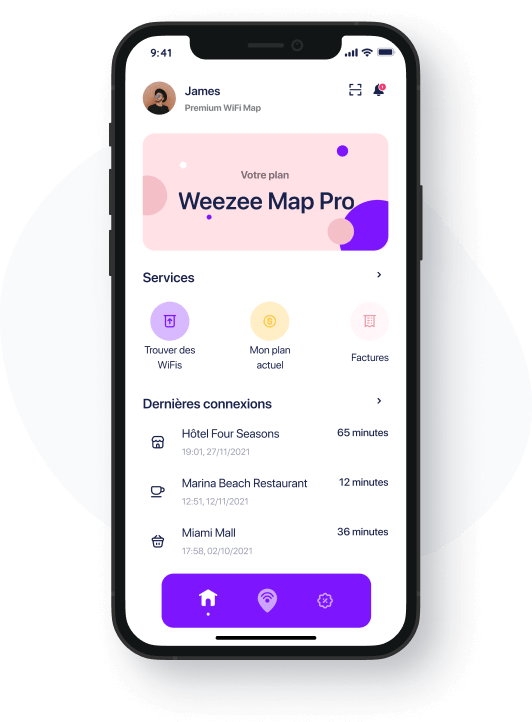 9:41
James
Premium WiFi Map
Votre plan
Weezee Map Pro
Services
Trouver des
WiFis
Mon plan
actuel
Factures
Dernières connexions
Hôtel Four Seasons
65 minutes
19:01, 27/11/2021
Marina Beach Restaurant
12 minutes
12:51, 12/11/2021
Miami Mall
36 minutes
17:58, 02/10/2021